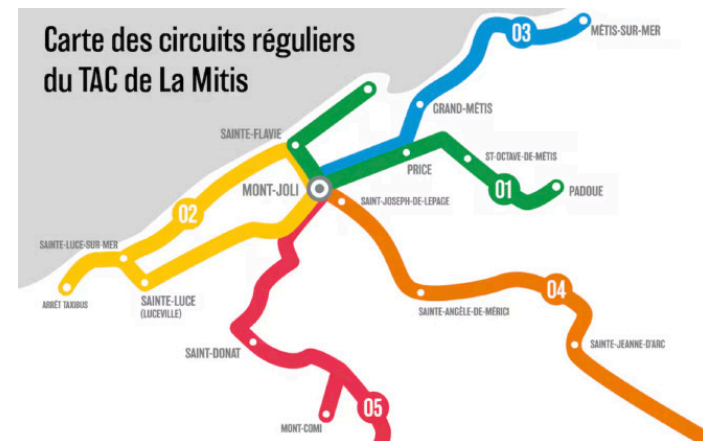 Carte des circuits réguliers
du TAC de La Mitis
03
MÉTIS-SUR-MER
GRAND-MÉTIS
SAINTE-FLAVIE
PRICE
ST-OCTAVE-DE-MÉTIS
MONT-JOLI
SAINT-JOSEPH-DE-LEPAGE
01
PADOUE
02
SAINTE-LUCE-SUR-MER
ARRÊT TAXIBUS
SAINTE-LUCE
(LUCEVILLE)
04
SAINTE-ANGÈLE-DE-MÉRICI
SAINT-DONAT
SAINTE-JEANNE-D'ARC
05
MONT-COMI